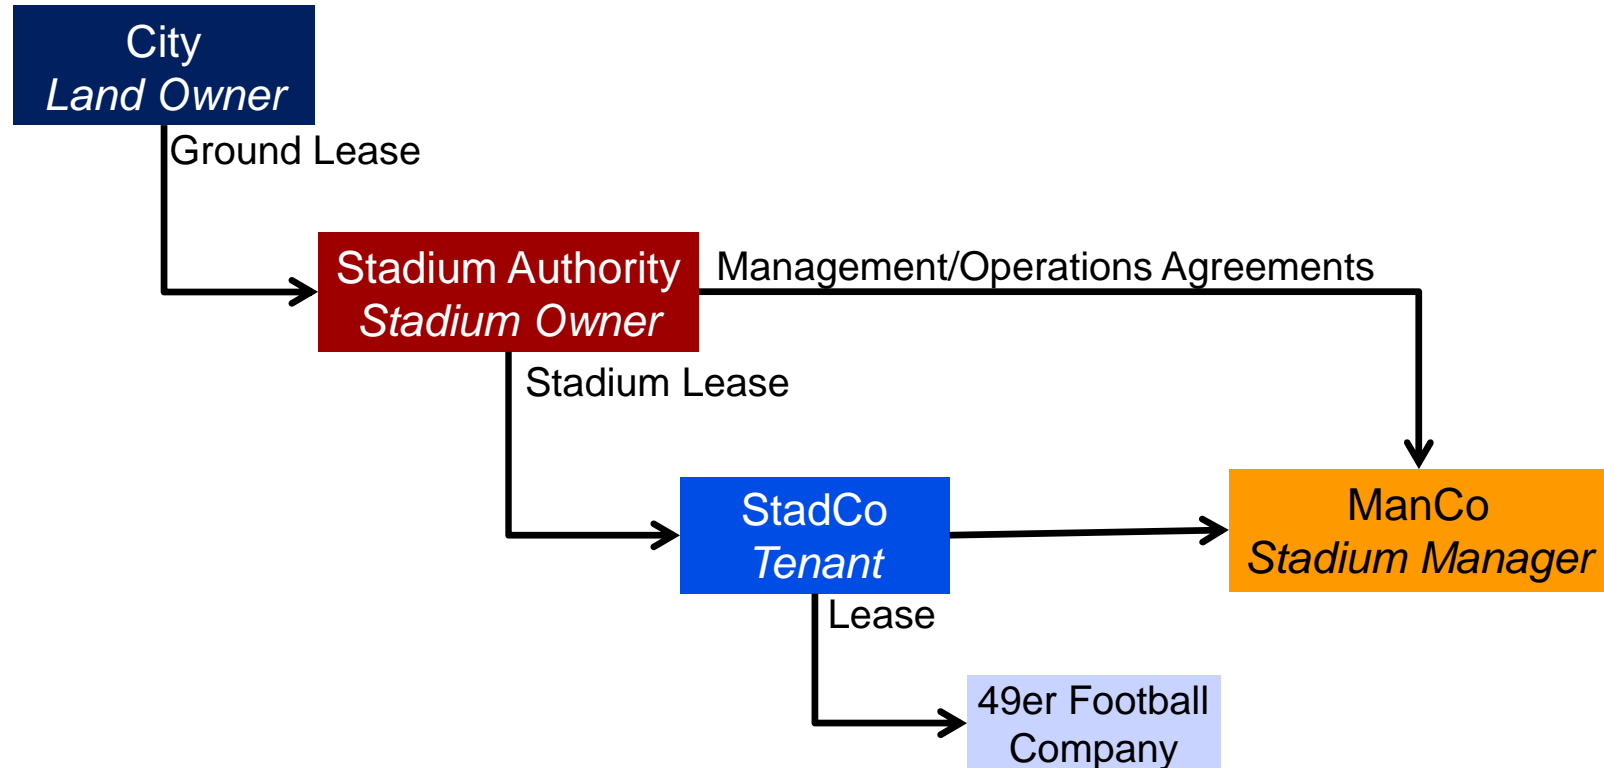 City
Land Owner
Ground Lease
Stadium Authority
Stadium Owner
Management/Operations Agreements
Stadium Lease
StadCo
Tenant
ManCo
Stadium Manager
Lease
49er Football
Company